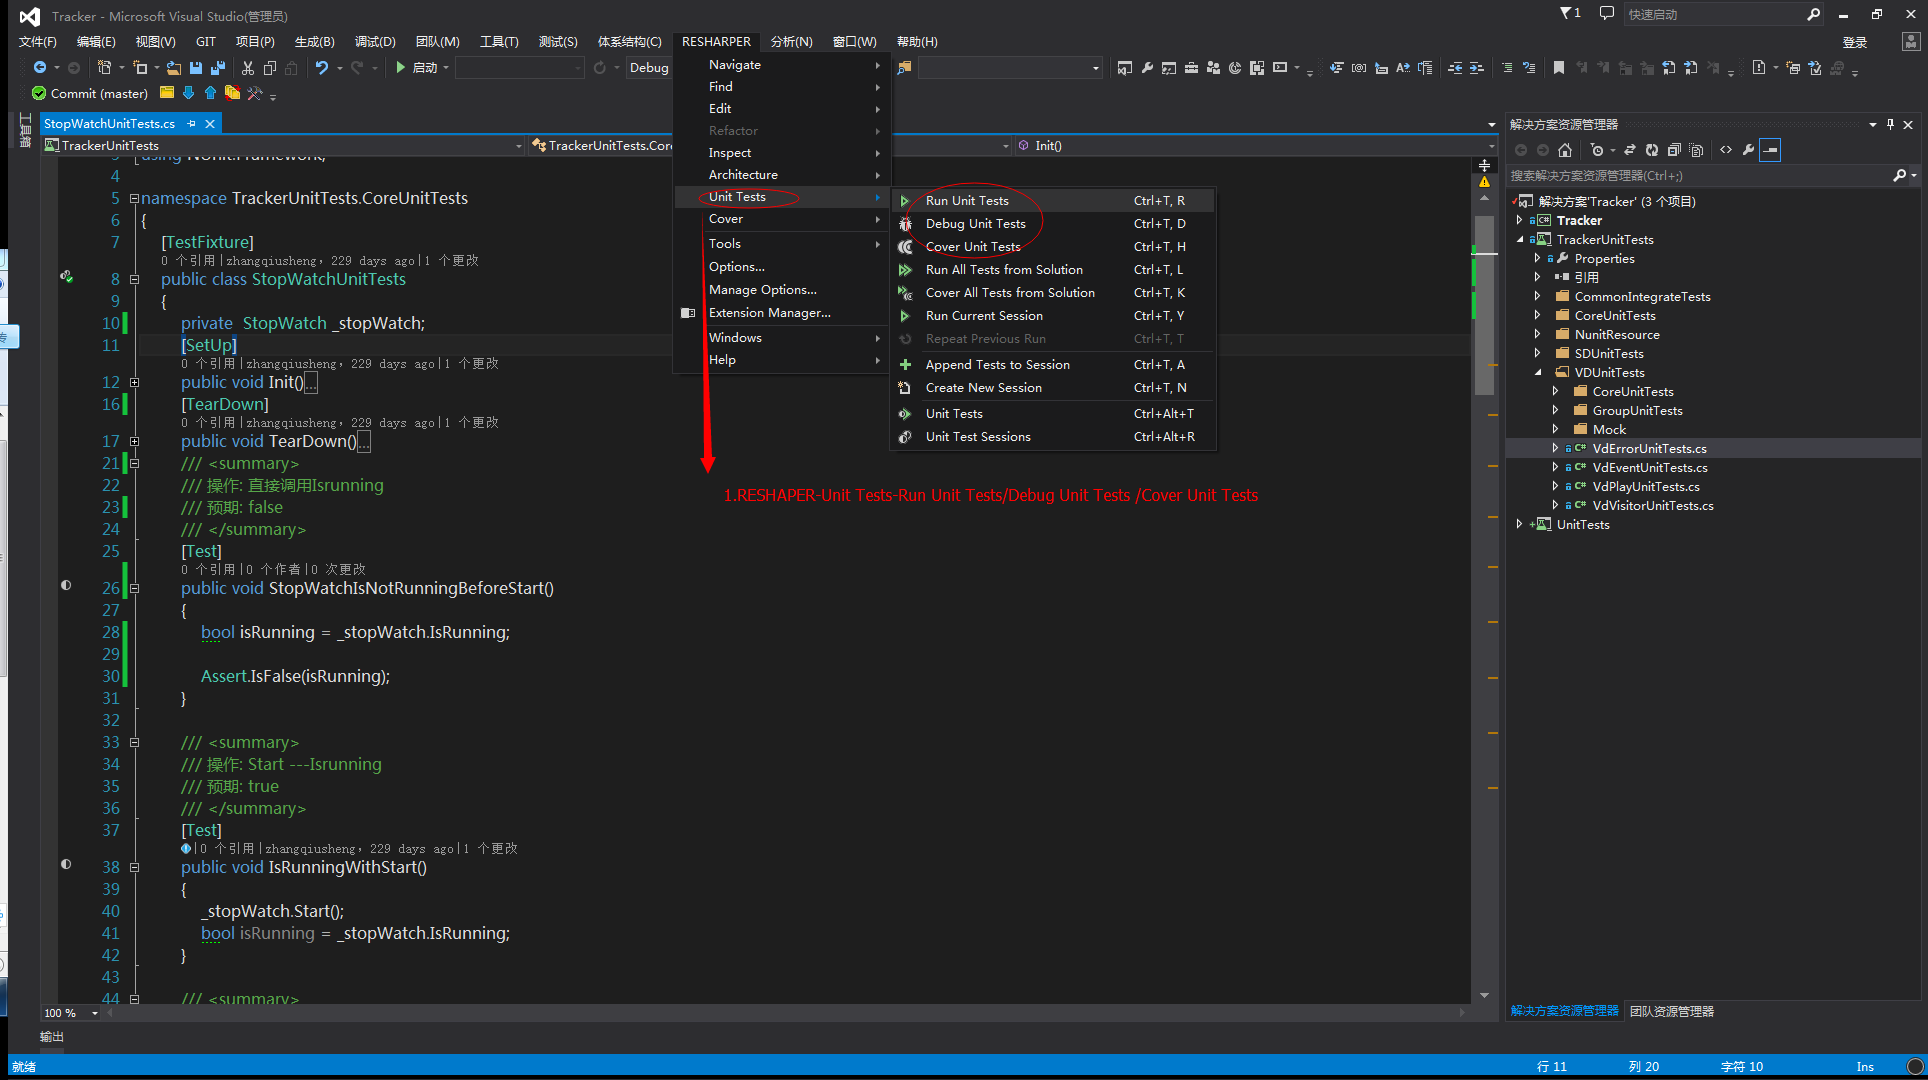 Tracker - Microsoft Visual Studio(管理员)
1
快速启动
文件(F) 编辑(E) 视图(V) GIT 项目(P) 生成(B) 调试(D) 团队(M) 工具(T) 测试(S) 体系结构(C) RESHARPER 分析(N) 窗口(W) 帮助(H)
登录
启动
Debug
Commit (master)
工具箱
StopWatchUnitTests.cs
TrackerUnitTests
TrackerUnitTests.Core
Init()
using NUnit.Framework;
4
5 namespace TrackerUnitTests.CoreUnitTests
6 {
7 [TestFixture]
0 个引用|zhangqiusheng，229 days ago|1 个更改
8 public class StopWatchUnitTests
9 {
10 private StopWatch _stopWatch;
11 [SetUp]
0 个引用|zhangqiusheng，229 days ago|1 个更改
12 public void Init()...
16 [TearDown]
0 个引用|zhangqiusheng，229 days ago|1 个更改
17 public void TearDown()...
21 /// <summary>
22 /// 操作: 直接调用Isrunning
23 /// 预期: false
24 /// </summary>
25 [Test]
0 个引用|0 个作者|0 次更改
26 public void StopWatchIsNotRunningBeforeStart()
27 {
28 bool isRunning = _stopWatch.IsRunning;
29
30 Assert.IsFalse(isRunning);
31 }
32
33 /// <summary>
34 /// 操作: Start ---Isrunning
35 /// 预期: true
36 /// </summary>
37 [Test]
|0 个引用|zhangqiusheng，229 days ago|1 个更改
38 public void IsRunningWithStart()
39 {
40 _stopWatch.Start();
41 bool isRunning = _stopWatch.IsRunning;
42 }
43
44 /// <summary>
100 %
输出
就绪
Navigate
Find
Edit
Refactor
Inspect
Architecture
Unit Tests
Cover
Tools
Options...
Manage Options...
Extension Manager...
Windows
Help
Run Unit Tests Ctrl+T, R
Debug Unit Tests Ctrl+T, D
Cover Unit Tests Ctrl+T, H
Run All Tests from Solution Ctrl+T, L
Cover All Tests from Solution Ctrl+T, K
Run Current Session Ctrl+T, Y
Repeat Previous Run Ctrl+T, T
Append Tests to Session Ctrl+T, A
Create New Session Ctrl+T, N
Unit Tests Ctrl+Alt+T
Unit Test Sessions Ctrl+Alt+R
1.RESHAPER-Unit Tests-Run Unit Tests/Debug Unit Tests /Cover Unit Tests
解决方案资源管理器
搜索解决方案资源管理器(Ctrl+;)
解决方案'Tracker' (3 个项目)
Tracker
TrackerUnitTests
Properties
引用
CommonIntegrateTests
CoreUnitTests
NunitResource
SDUnitTests
VDUnitTests
CoreUnitTests
GroupUnitTests
Mock
VdErrorUnitTests.cs
VdEventUnitTests.cs
VdPlayUnitTests.cs
VdVisitorUnitTests.cs
UnitTests
解决方案资源管理器 团队资源管理器
行 11 列 20 字符 10 Ins